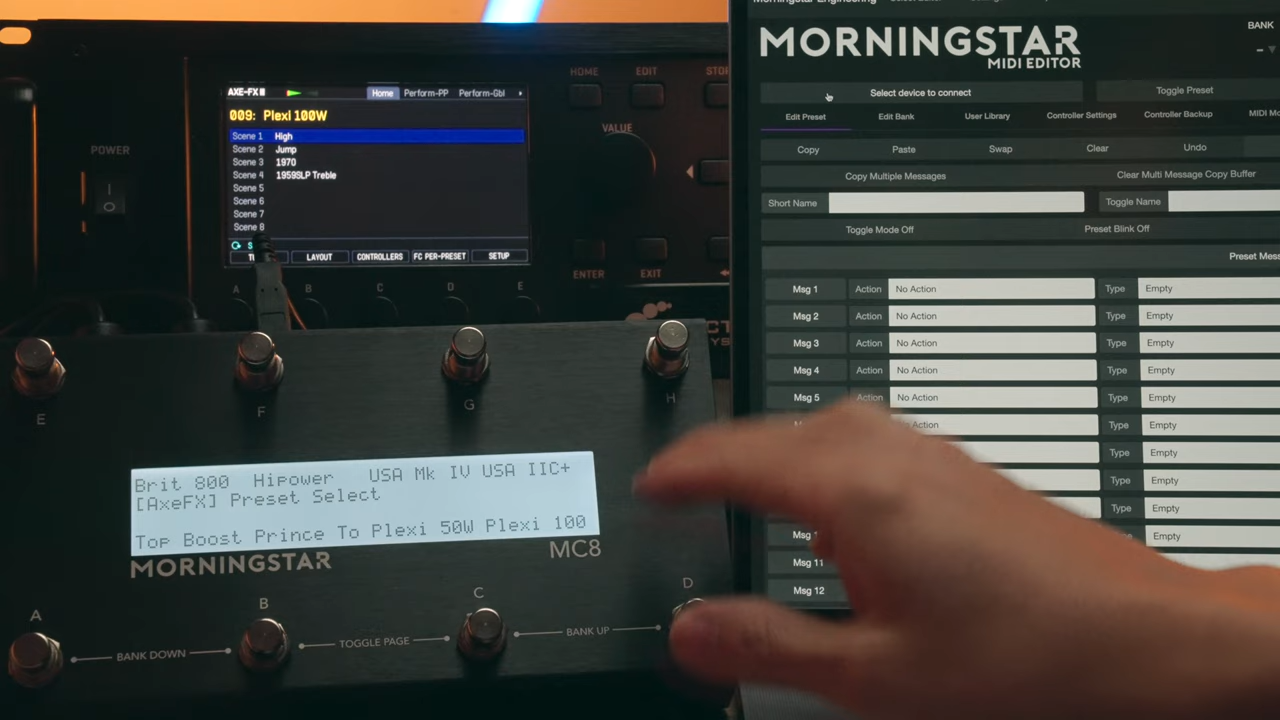 HOME
EDIT
STOR
VALUE
POWER
ENTER
EXIT
A
B
C
D
E
AXE-FX III
Home
Perform-PP
Perform-Gbl
009: Plexi 100W
Scene 1 High
Scene 2 Jump
Scene 3 1970
Scene 4 1959SLP Treble
Scene 5
Scene 6
Scene 7
Scene 8
LAYOUT
CONTROLLERS
FC PER-PRESET
SETUP
E
F
G
H
Brit 800 Hipower USA Mk IV USA IIC+
[AxeFX] Preset Select
Top Boost Prince To Plexi 50W Plexi 100
MORNINGSTAR
MC8
A
B
C
D
BANK DOWN
TOGGLE PAGE
BANK UP
Morningstar Engineering
MORNINGSTAR
MIDI EDITOR
BANK
Select device to connect
Toggle Preset
Edit Preset
Edit Bank
User Library
Controller Settings
Controller Backup
MIDI Mo
Copy
Paste
Swap
Clear
Undo
Copy Multiple Messages
Clear Multi Message Copy Buffer
Short Name
Toggle Name
Toggle Mode Off
Preset Blink Off
Preset Mess
Msg 1 Action No Action Type Empty
Msg 2 Action No Action Type Empty
Msg 3 Action No Action Type Empty
Msg 4 Action No Action Type Empty
Msg 5 Action No Action Type Empty
Action Type Empty
Type Empty
Type Empty
Type Empty
Empty
Msg 11
Msg 12